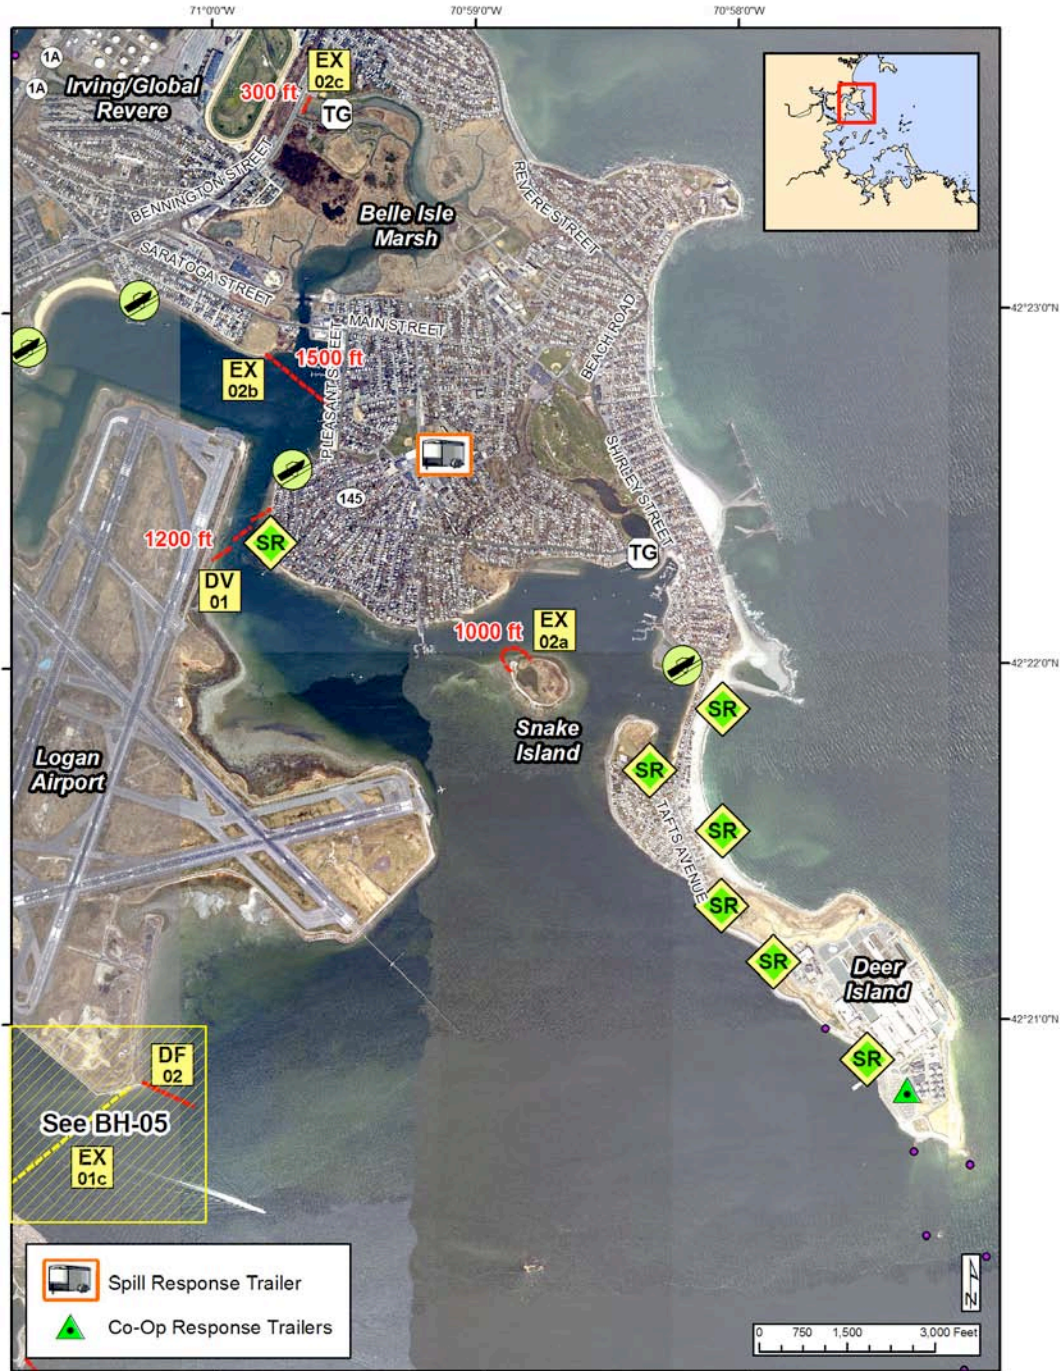 71°0'0"W
70°59'0"W
70°58'0"W
1A
1A
Irving/Global
Revere
300 ft
EX
02c
TG
BENNINGTON STREET
REVERE STREET
Belle Isle
Marsh
SARATOGA STREET
42°23'0"N
MAIN STREET
BEACH ROAD
1500 ft
EX
02b
PLEASANT STREET
SHIRLEY STREET
145
1200 ft
SR
TG
DV
01
1000 ft
EX
02a
42°22'0"N
SR
Snake
Island
Logan
Airport
SR
TAFTS AVENUE
SR
SR
SR
Deer
Island
42°21'0"N
SR
DF
02
See BH-05
EX
01c
Spill Response Trailer
Co-Op Response Trailers
N
0 750 1,500 3,000 Feet